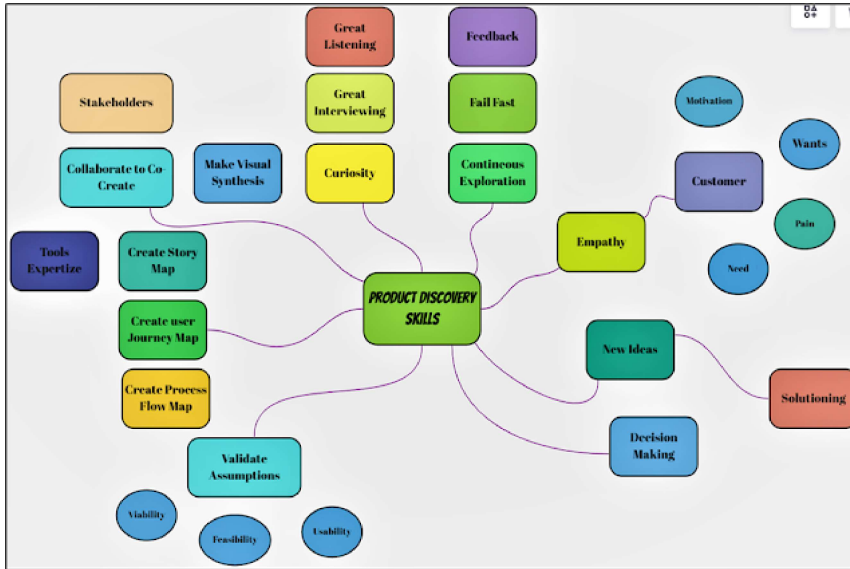 Great
Listening
Feedback
Stakeholders
Great
Interviewing
Fail Fast
Motivation
Wants
Collaborate to Co-
Create
Make Visual
Synthesis
Curiosity
Contineous
Exploration
Customer
Pain
Empathy
Need
Tools
Expertize
Create Story
Map
PRODUCT DISCOVERY
SKILLS
Create user
Journey Map
New Ideas
Create Process
Flow Map
Solutioning
Decision
Making
Validate
Assumptions
Viability
Feasibility
Usability